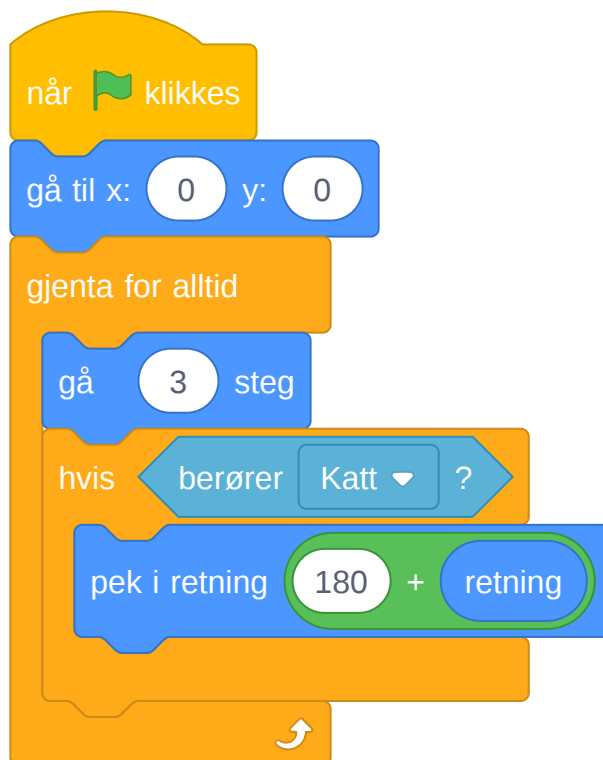 når klikkes
gå til x: 0 y: 0
gjenta for alltid
gå 3 steg
hvis berører Katt ?
pek i retning 180 + retning